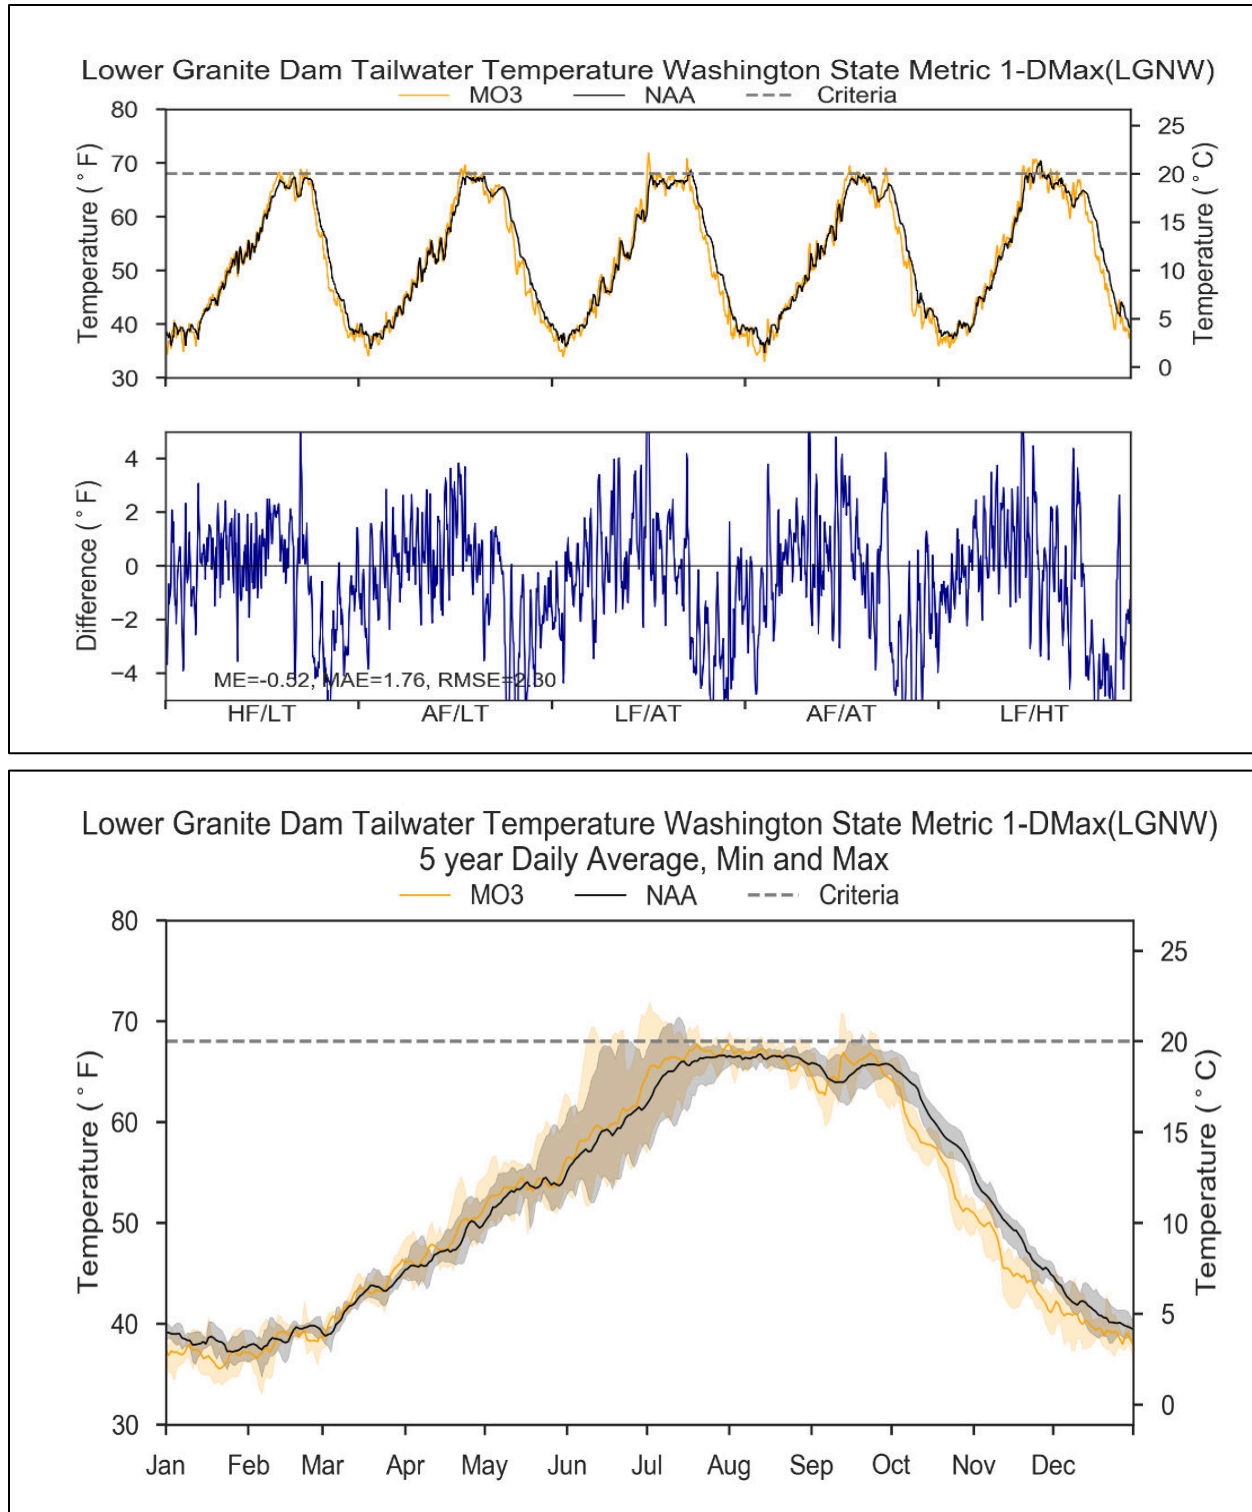 Lower Granite Dam Tailwater Temperature Washington State Metric 1-DMax(LGNW)
MO3 NAA Criteria
80
70
60
50
40
30
Temperature (°F)
25
20
15
10
5
0
Temperature (°C)
4
2
0
−2
−4
Difference (°F)
ME=-0.52, MAE=1.76, RMSE=2.30
HF/LT AF/LT LF/AT AF/AT LF/HT
Lower Granite Dam Tailwater Temperature Washington State Metric 1-DMax(LGNW)
5 year Daily Average, Min and Max
MO3 NAA Criteria
80
70
60
50
40
30
Temperature (°F)
25
20
15
10
5
0
Temperature (°C)
Jan Feb Mar Apr May Jun Jul Aug Sep Oct Nov Dec